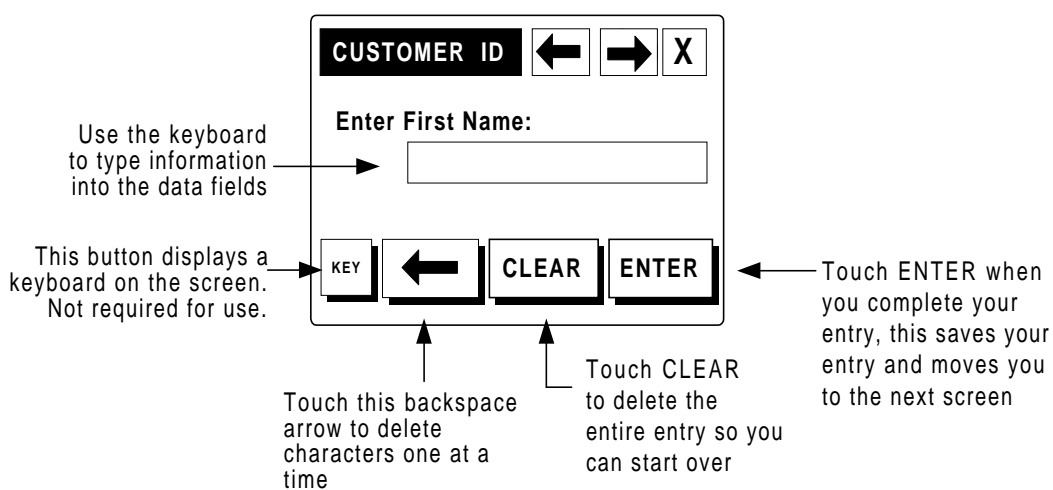 CUSTOMER ID
X
Enter First Name:
Use the keyboard
to type information
into the data fields
This button displays a
keyboard on the screen.
Not required for use.
KEY
CLEAR
ENTER
Touch ENTER when
you complete your
entry, this saves your
entry and moves you
to the next screen
Touch this backspace
arrow to delete
characters one at a
time
Touch CLEAR
to delete the
entire entry so you
can start over